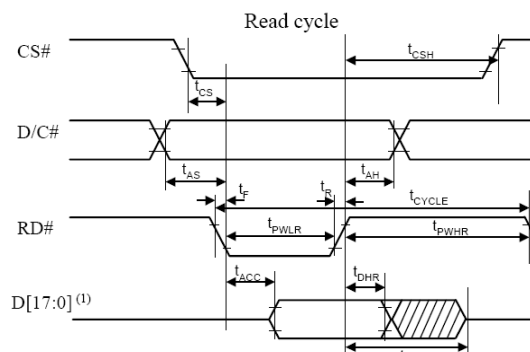 Read cycle
CS#
tCSH
tCS
D/C#
tAS
tAH
tF
tR
tCYCLE
RD#
tPWLR
tPWHR
tACC
tDHR
D[17:0] (1)